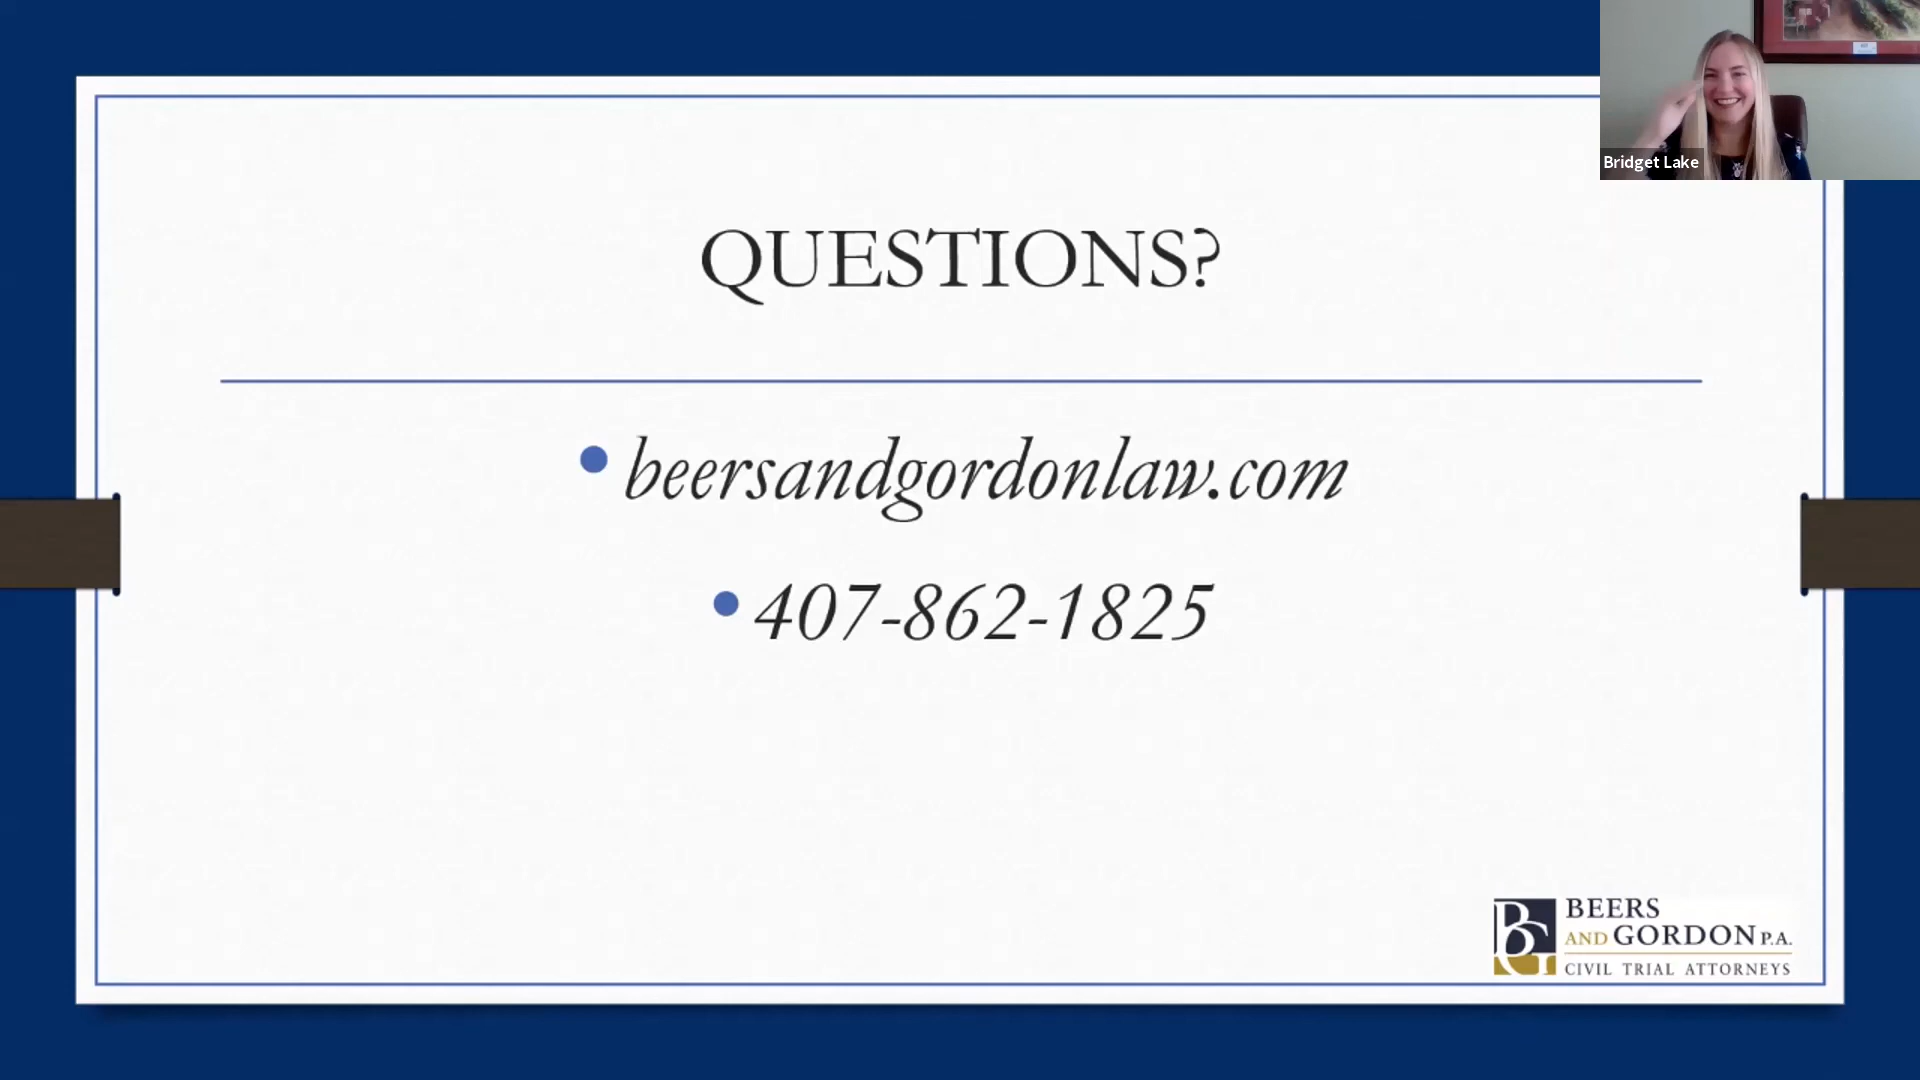 Bridget Lake
QUESTIONS?
beersandgordonlaw.com
407-862-1825
BEERS
AND GORDON P.A.
CIVIL TRIAL ATTORNEYS